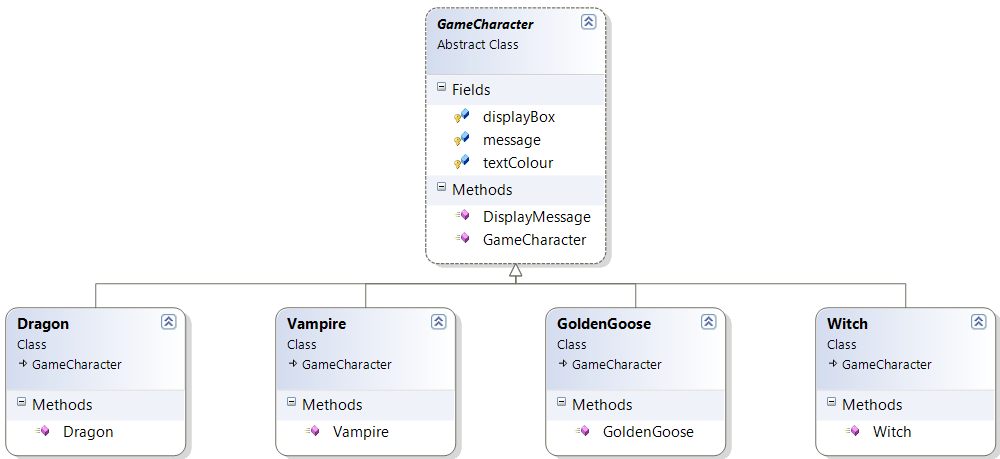 GameCharacter
Abstract Class
Fields
displayBox
message
textColour
Methods
DisplayMessage
GameCharacter
Dragon
Class
GameCharacter
Methods
Dragon
Vampire
Class
GameCharacter
Methods
Vampire
GoldenGoose
Class
GameCharacter
Methods
GoldenGoose
Witch
Class
GameCharacter
Methods
Witch